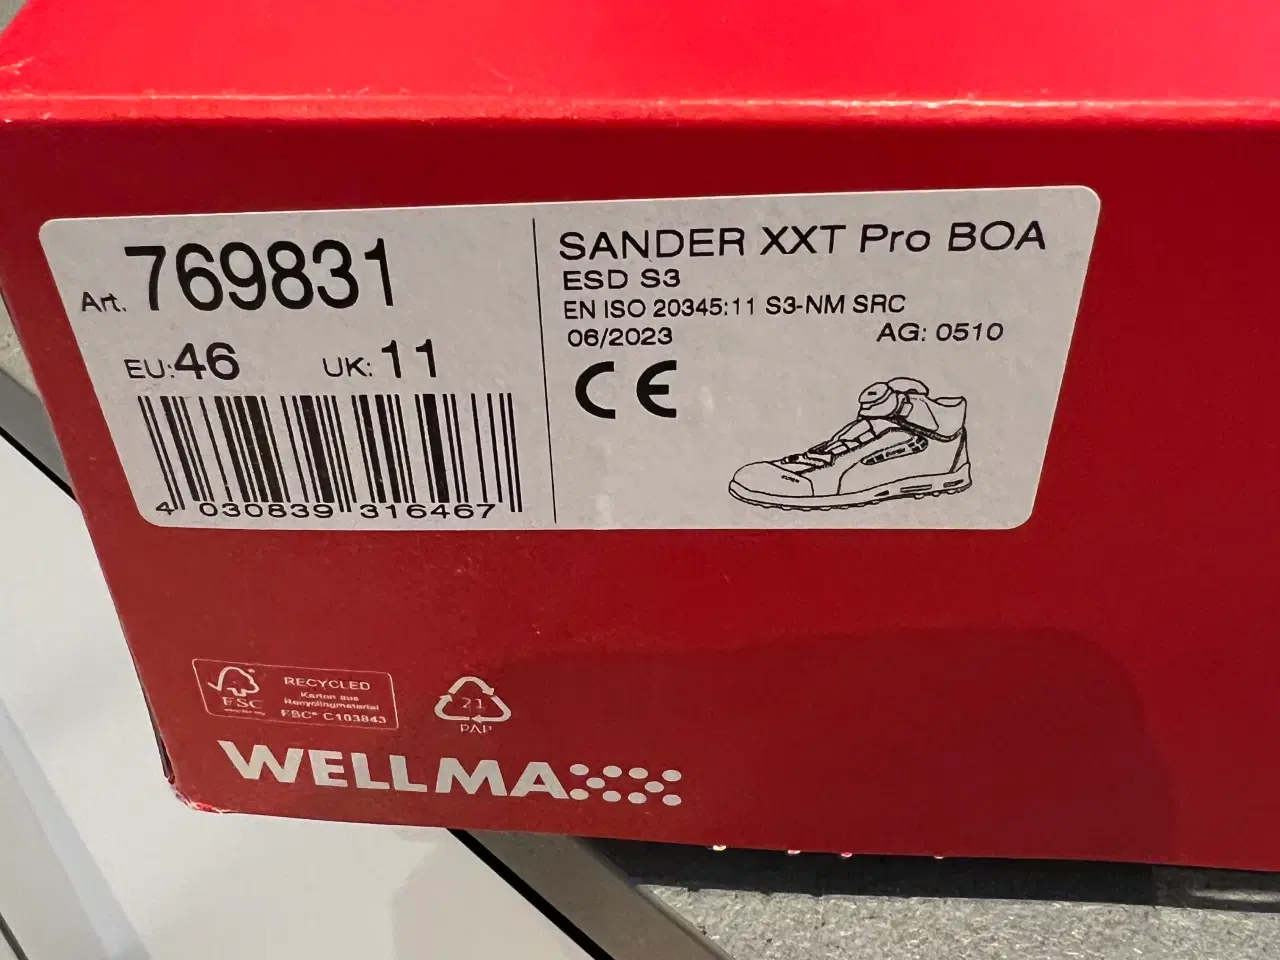 Art. 769831
EU: 46 UK: 11
4 030839 316467
SANDER XXT Pro BOA
ESD S3
EN ISO 20345:11 S3-NM SRC
06/2023 AG: 0510
CE
FSC
RECYCLED
Karton aus
Recyclingmaterial
FSC® C103843
21
PAP
WELLMA